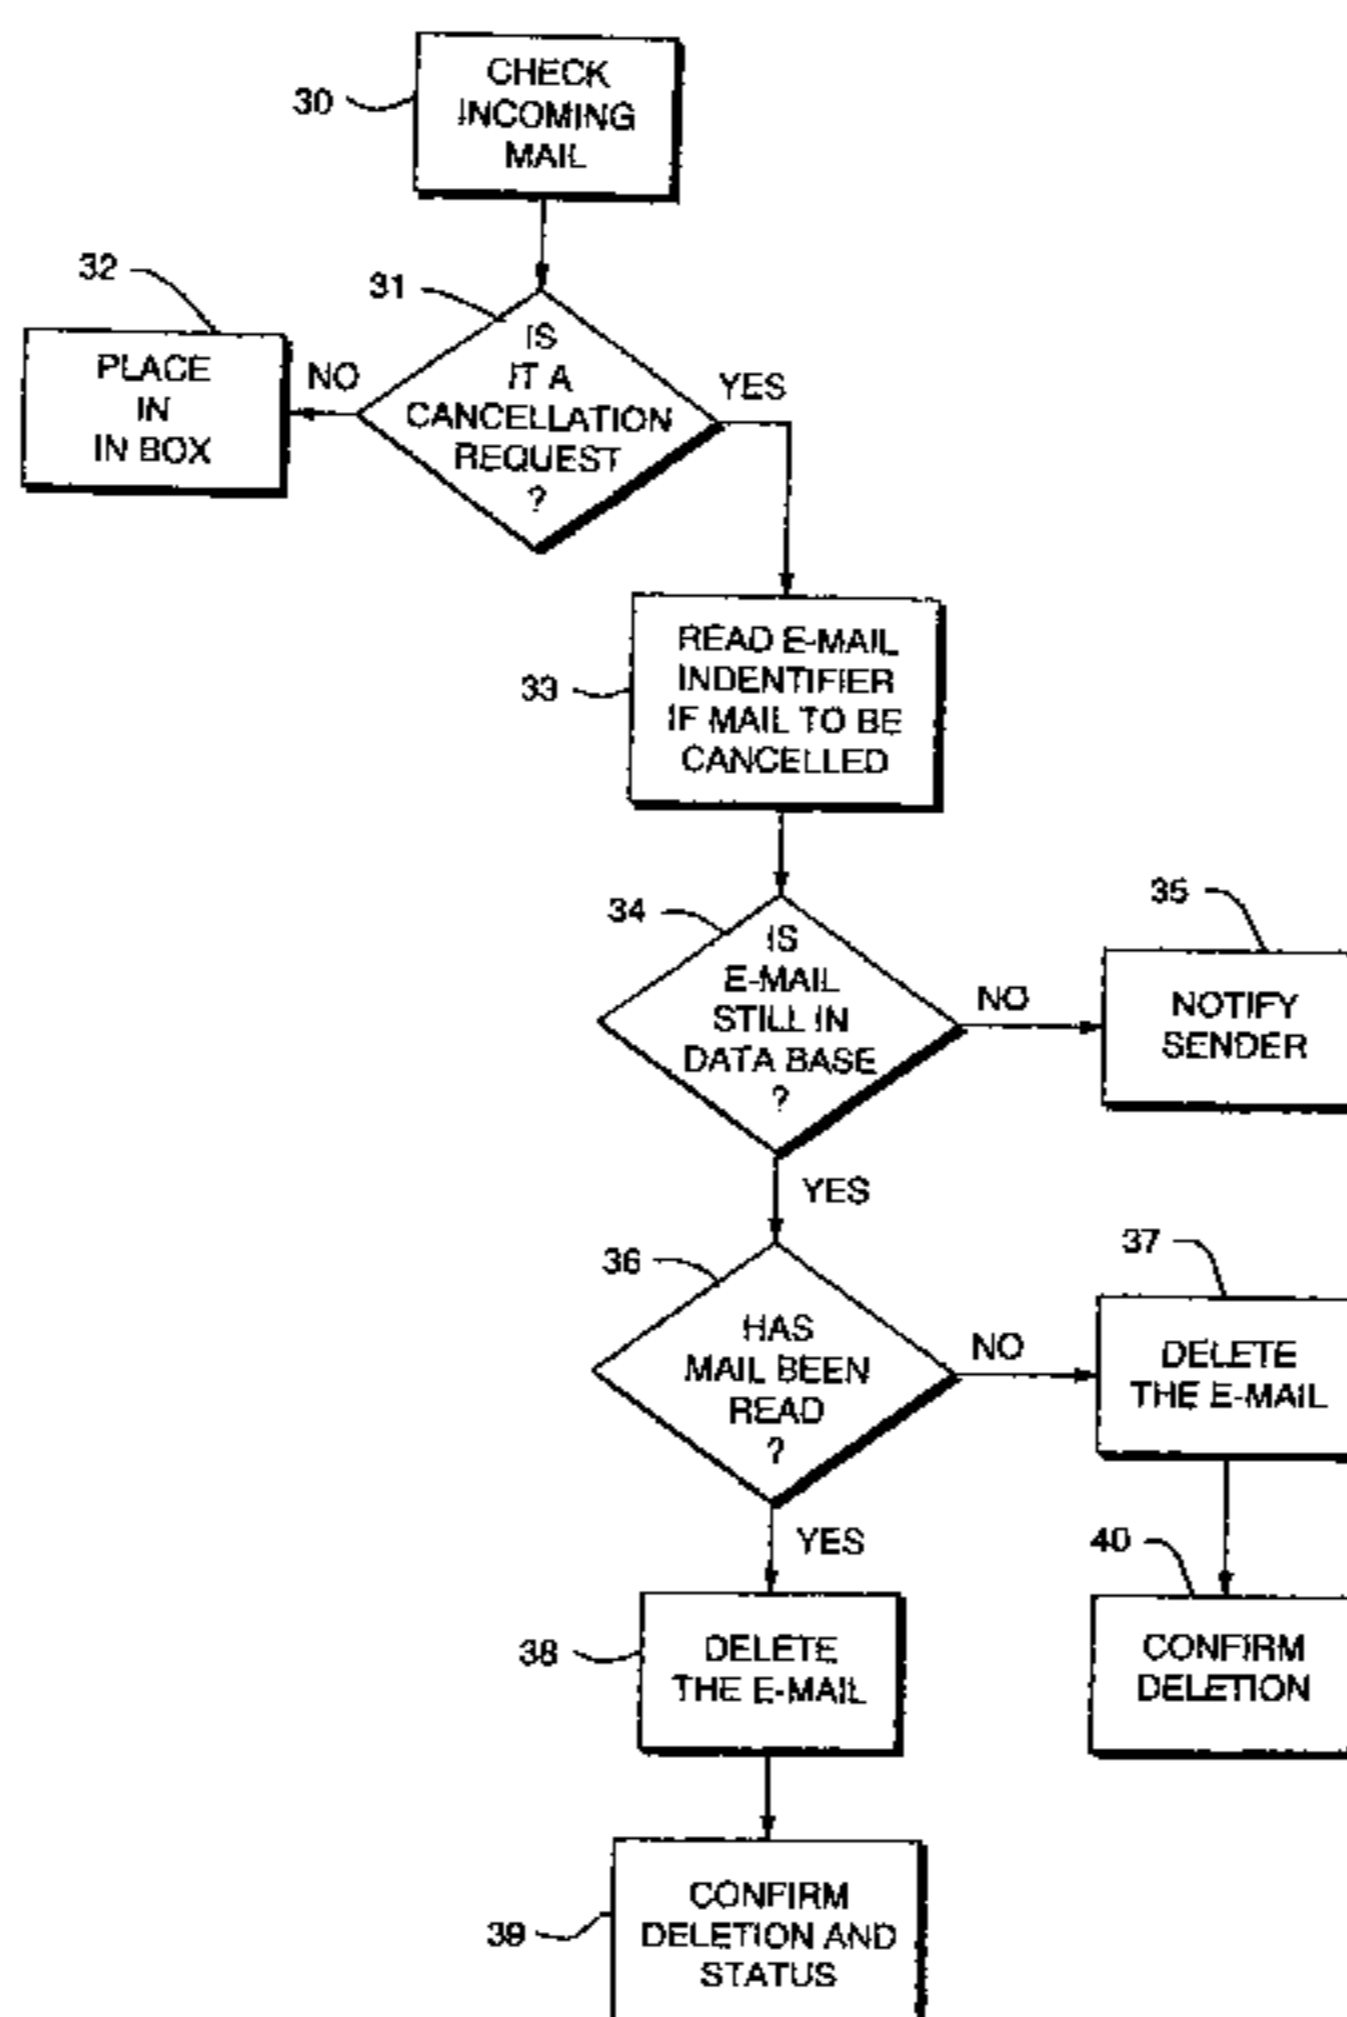 30
CHECK
INCOMING
MAIL
32
31
PLACE
IN
IN BOX
NO
IS
IT A
CANCELLATION
REQUEST
?
YES
33
READ E-MAIL
INDENTIFIER
IF MAIL TO BE
CANCELLED
34
IS
E-MAIL
STILL IN
DATA BASE
?
NO
35
NOTIFY
SENDER
YES
36
HAS
MAIL BEEN
READ
?
NO
37
DELETE
THE E-MAIL
YES
40
38
DELETE
THE E-MAIL
CONFIRM
DELETION
39
CONFIRM
DELETION AND
STATUS